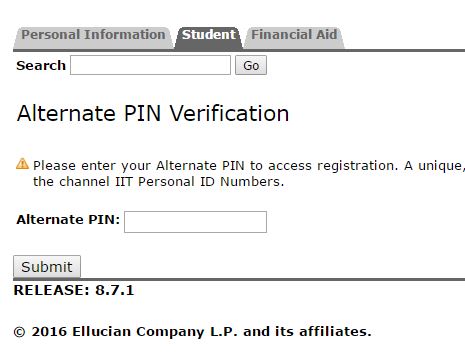 Personal Information Student Financial Aid
Search Go
Alternate PIN Verification
Please enter your Alternate PIN to access registration. A unique,
the channel IIT Personal ID Numbers.
Alternate PIN:
Submit
RELEASE: 8.7.1
© 2016 Ellucian Company L.P. and its affiliates.